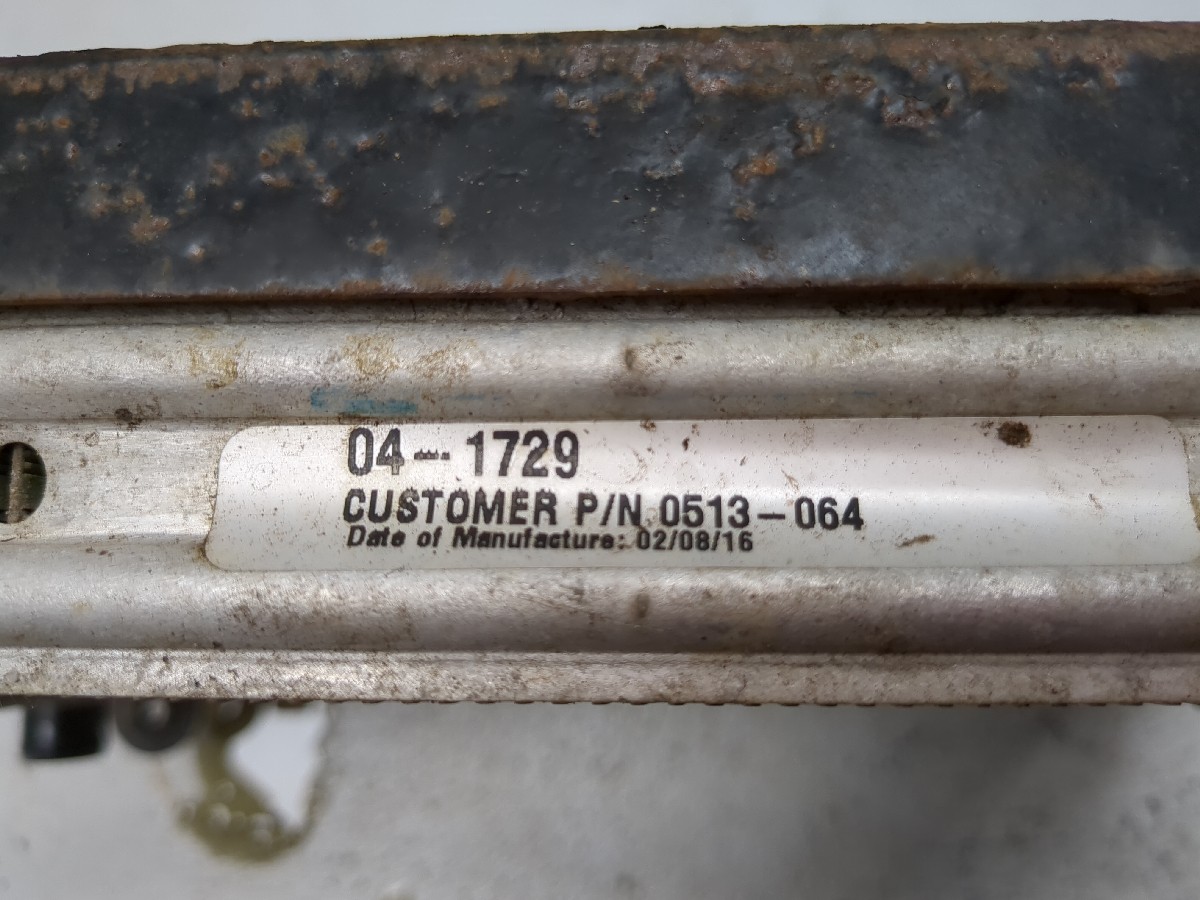 04-1729
CUSTOMER P/N 0513-064
Date of Manufacture: 02/08/16